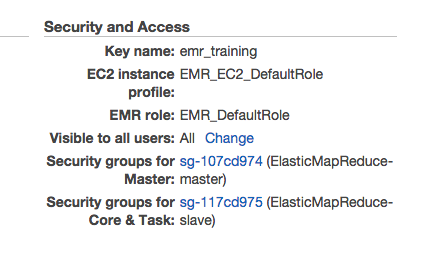 Security and Access
Key name: emr_training
EC2 instance EMR_EC2_DefaultRole
profile:
EMR role: EMR_DefaultRole
Visible to all users: All Change
Security groups for sg-107cd974 (ElasticMapReduce-
Master: master)
Security groups for sg-117cd975 (ElasticMapReduce-
Core & Task: slave)